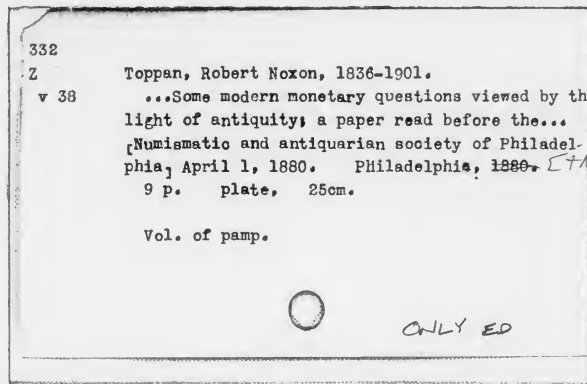 332
Z Toppan, Robert Noxon, 1836-1901.
v 38 ...Some modern monetary questions viewed by th
light of antiquity; a paper read before the...
[Numismatic and antiquarian society of Philadel-
phia] April 1, 1880. Philadelphia, 1880.
9 p. plate. 25cm.
Vol. of pamp.
ONLY ED